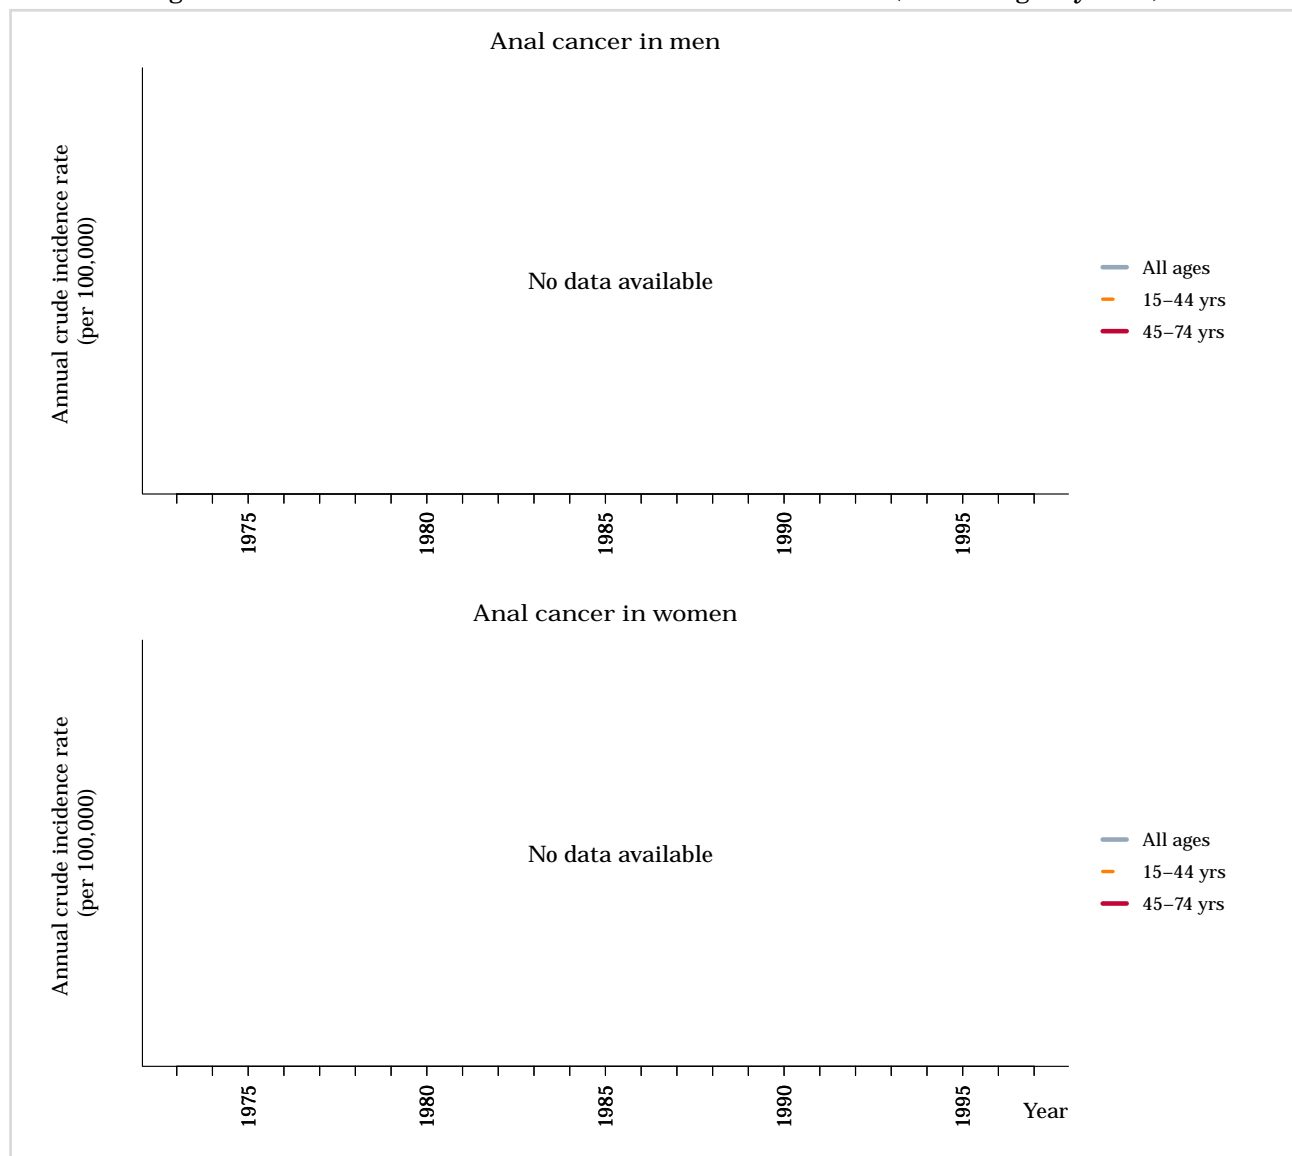 Anal cancer in men
Annual crude incidence rate
(per 100,000)
No data available
All ages
15–44 yrs
45–74 yrs
1975
1980
1985
1990
1995
Anal cancer in women
Annual crude incidence rate
(per 100,000)
No data available
All ages
15–44 yrs
45–74 yrs
1975
1980
1985
1990
1995
Year